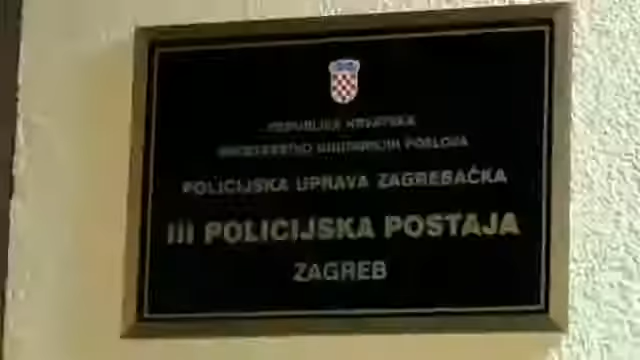 REPUBLIKA HRVATSKA
MINISTARSTVO UNUTARNJIH POSLOVA
POLICIJSKA UPRAVA ZAGREBAČKA
III POLICIJSKA POSTAJA
ZAGREB